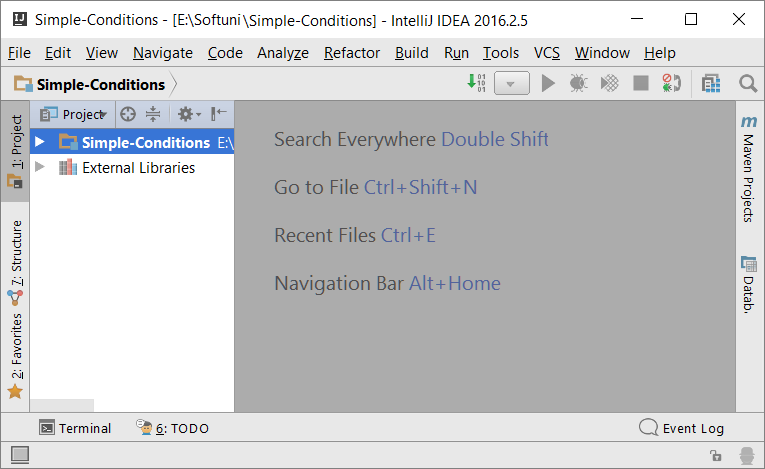 Simple-Conditions - [E:\Softuni\Simple-Conditions] - IntelliJ IDEA 2016.2.5
File Edit View Navigate Code Analyze Refactor Build Run Tools VCS Window Help
Simple-Conditions
1: Project
Project
Simple-Conditions E:\
External Libraries
7: Structure
2: Favorites
Search Everywhere Double Shift
Go to File Ctrl+Shift+N
Recent Files Ctrl+E
Navigation Bar Alt+Home
m Maven Projects
Datab.
Terminal 6: TODO Event Log